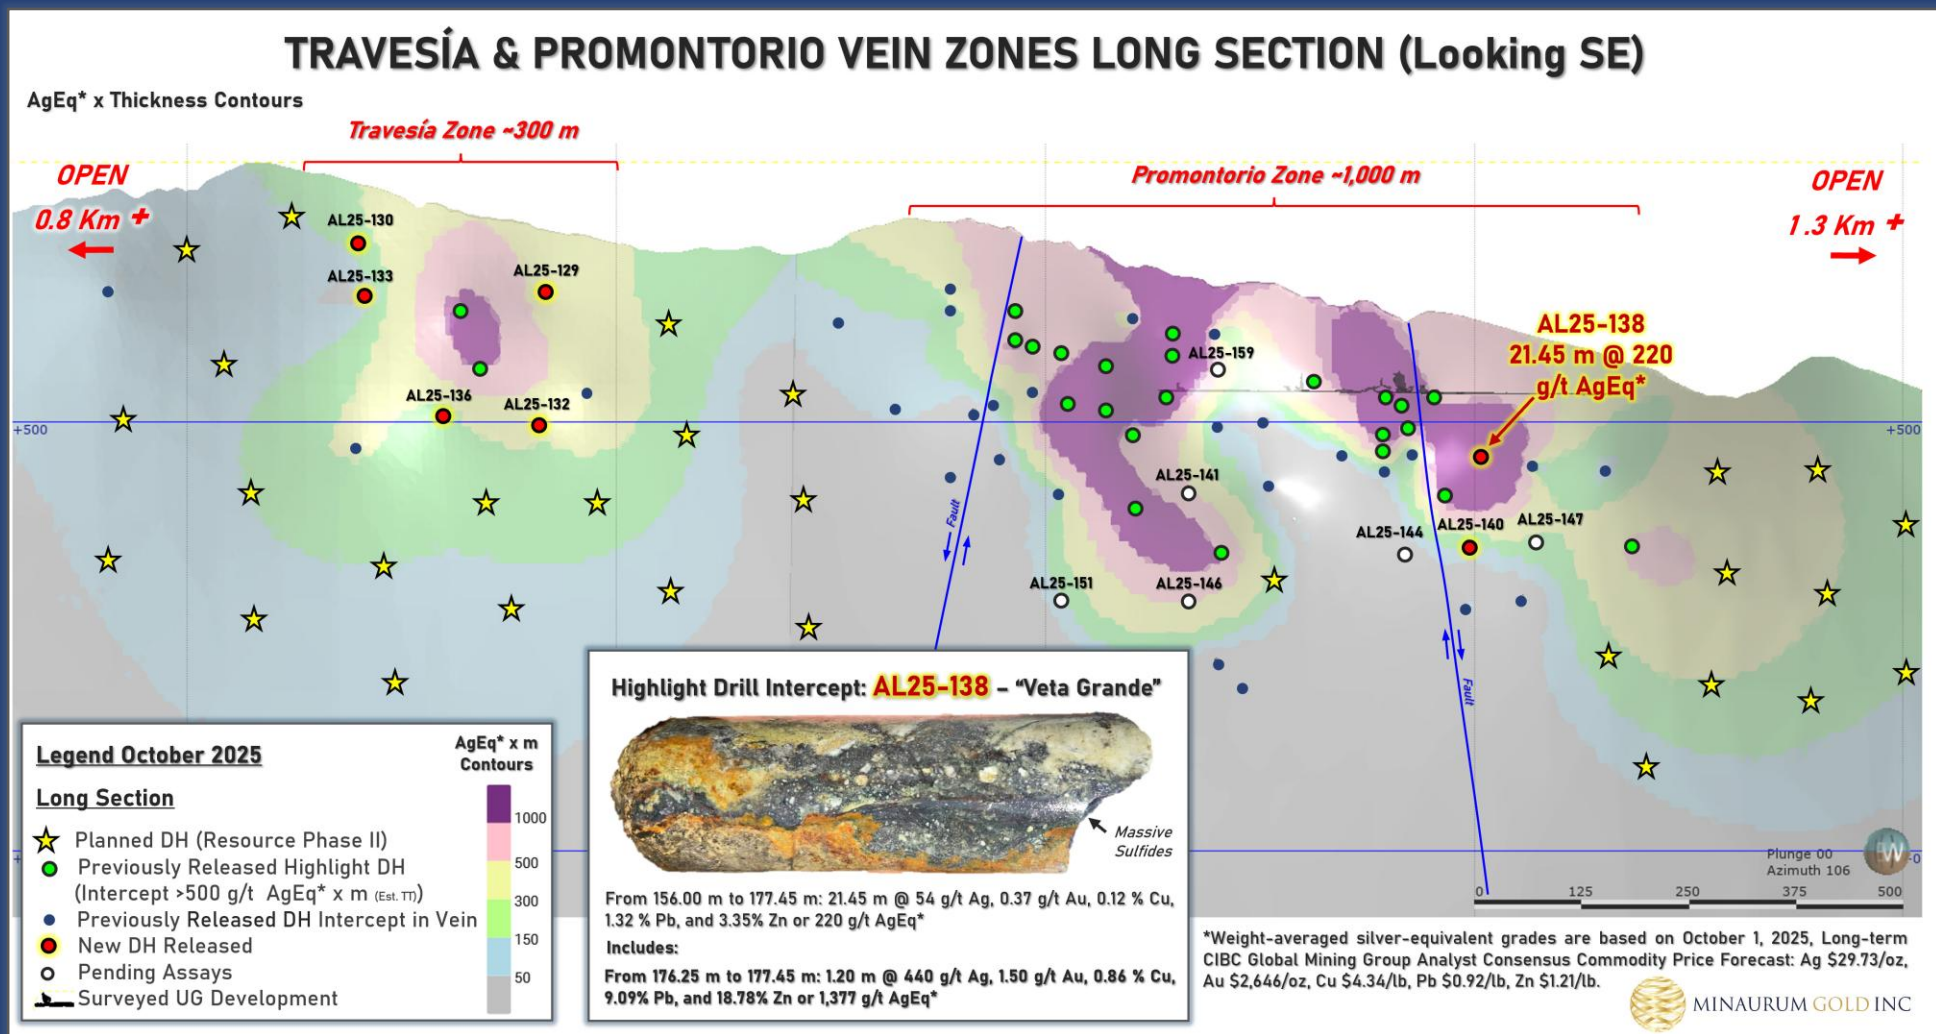 TRAVESÍA & PROMONTORIO VEIN ZONES LONG SECTION (Looking SE)
AgEq* x Thickness Contours
Travesía Zone ~300 m
Promontorio Zone ~1,000 m
OPEN
0.8 Km +
OPEN
1.3 Km +
AL25-130
AL25-133
AL25-129
AL25-136
AL25-132
AL25-159
AL25-138
21.45 m @ 220
g/t AgEq*
+500
+500
AL25-141
AL25-144
AL25-140
AL25-147
AL25-151
AL25-146
Fault
Fault
Highlight Drill Intercept: AL25-138 – “Veta Grande”
Massive
Sulfides
From 156.00 m to 177.45 m: 21.45 m @ 54 g/t Ag, 0.37 g/t Au, 0.12 % Cu,
1.32 % Pb, and 3.35% Zn or 220 g/t AgEq*
Includes:
From 176.25 m to 177.45 m: 1.20 m @ 440 g/t Ag, 1.50 g/t Au, 0.86 % Cu,
9.09% Pb, and 18.78% Zn or 1,377 g/t AgEq*
Legend October 2025
Long Section
Planned DH (Resource Phase II)
Previously Released Highlight DH
(Intercept >500 g/t AgEq* x m (Est. TT))
Previously Released DH Intercept in Vein
New DH Released
Pending Assays
Surveyed UG Development
AgEq* x m
Contours
1000
500
300
150
50
Plunge 00
Azimuth 106
0 125 250 375 500
*Weight-averaged silver-equivalent grades are based on October 1, 2025, Long-term
CIBC Global Mining Group Analyst Consensus Commodity Price Forecast: Ag $29.73/oz,
Au $2,646/oz, Cu $4.34/lb, Pb $0.92/lb, Zn $1.21/lb.
MINAURUM GOLD INC